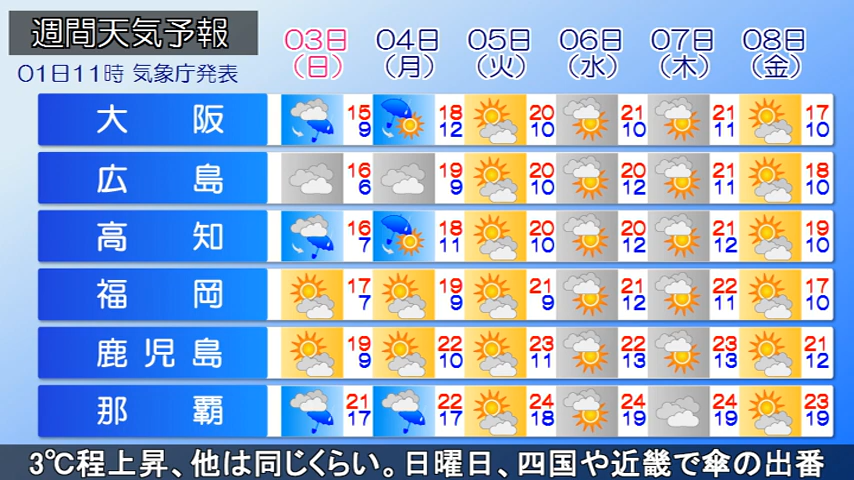 週間天気予報
01日11時 気象庁発表
03日 04日 05日 06日 07日 08日
(日) (月) (火) (水) (木) (金)
大阪 15 18 20 21 21 17
9 12 10 10 11 10
広島 16 19 20 20 21 18
6 9 10 12 11 10
高知 16 18 20 20 21 19
7 11 10 12 12 10
福岡 17 19 21 21 22 17
7 9 9 12 11 10
鹿児島 19 22 23 22 23 21
9 10 11 13 13 12
那覇 21 22 24 24 24 23
17 17 18 19 19 19
3℃程上昇、他は同じくらい。日曜日、四国や近畿で傘の出番